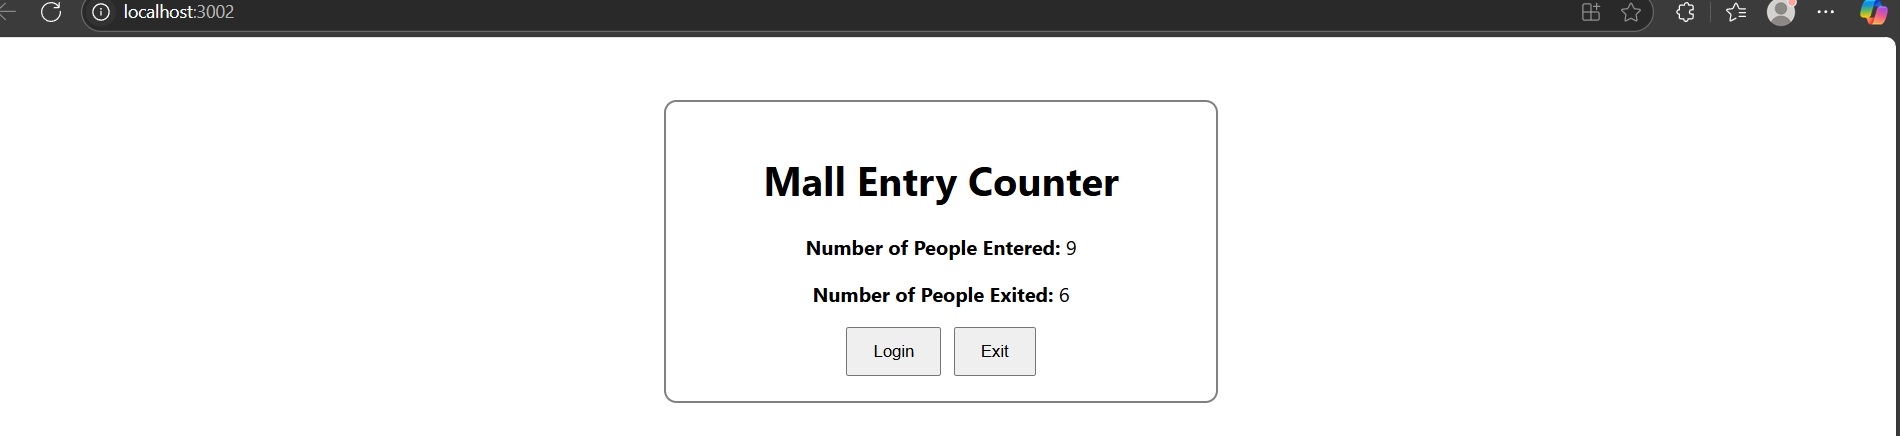 localhost:3002
Mall Entry Counter
Number of People Entered: 9
Number of People Exited: 6
Login Exit